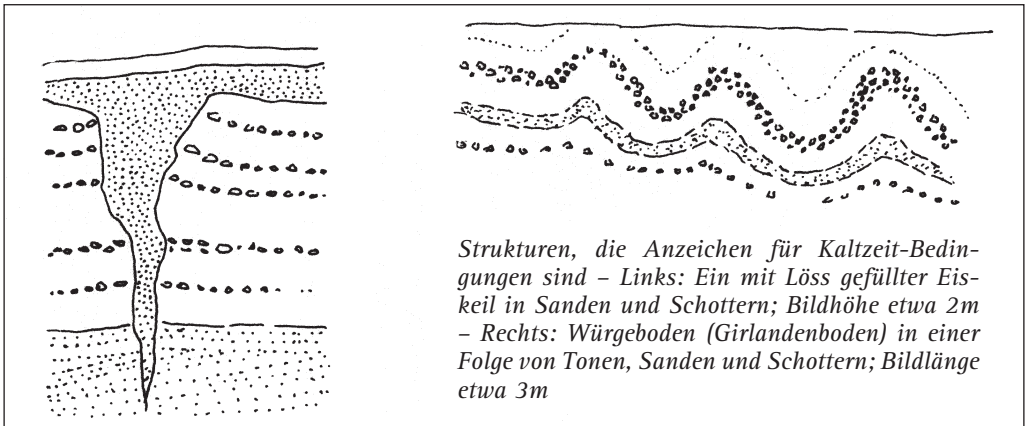 Strukturen, die Anzeichen für Kaltzeit-Bedin-
gungen sind – Links: Ein mit Löss gefüllter Eis-
keil in Sanden und Schottern; Bildhöhe etwa 2m
– Rechts: Würgeboden (Girlandenboden) in einer
Folge von Tonen, Sanden und Schottern; Bildlänge
etwa 3m